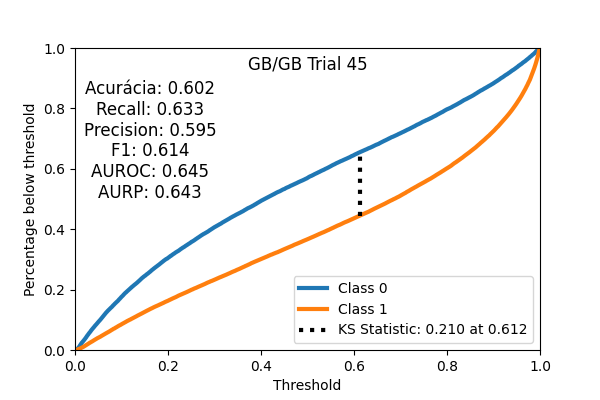 GB/GB Trial 45
Acurácia: 0.602
Recall: 0.633
Precision: 0.595
F1: 0.614
AUROC: 0.645
AURP: 0.643
Percentage below threshold
1.0
0.8
0.6
0.4
0.2
0.0
Class 0
Class 1
KS Statistic: 0.210 at 0.612
0.0 0.2 0.4 0.6 0.8 1.0
Threshold